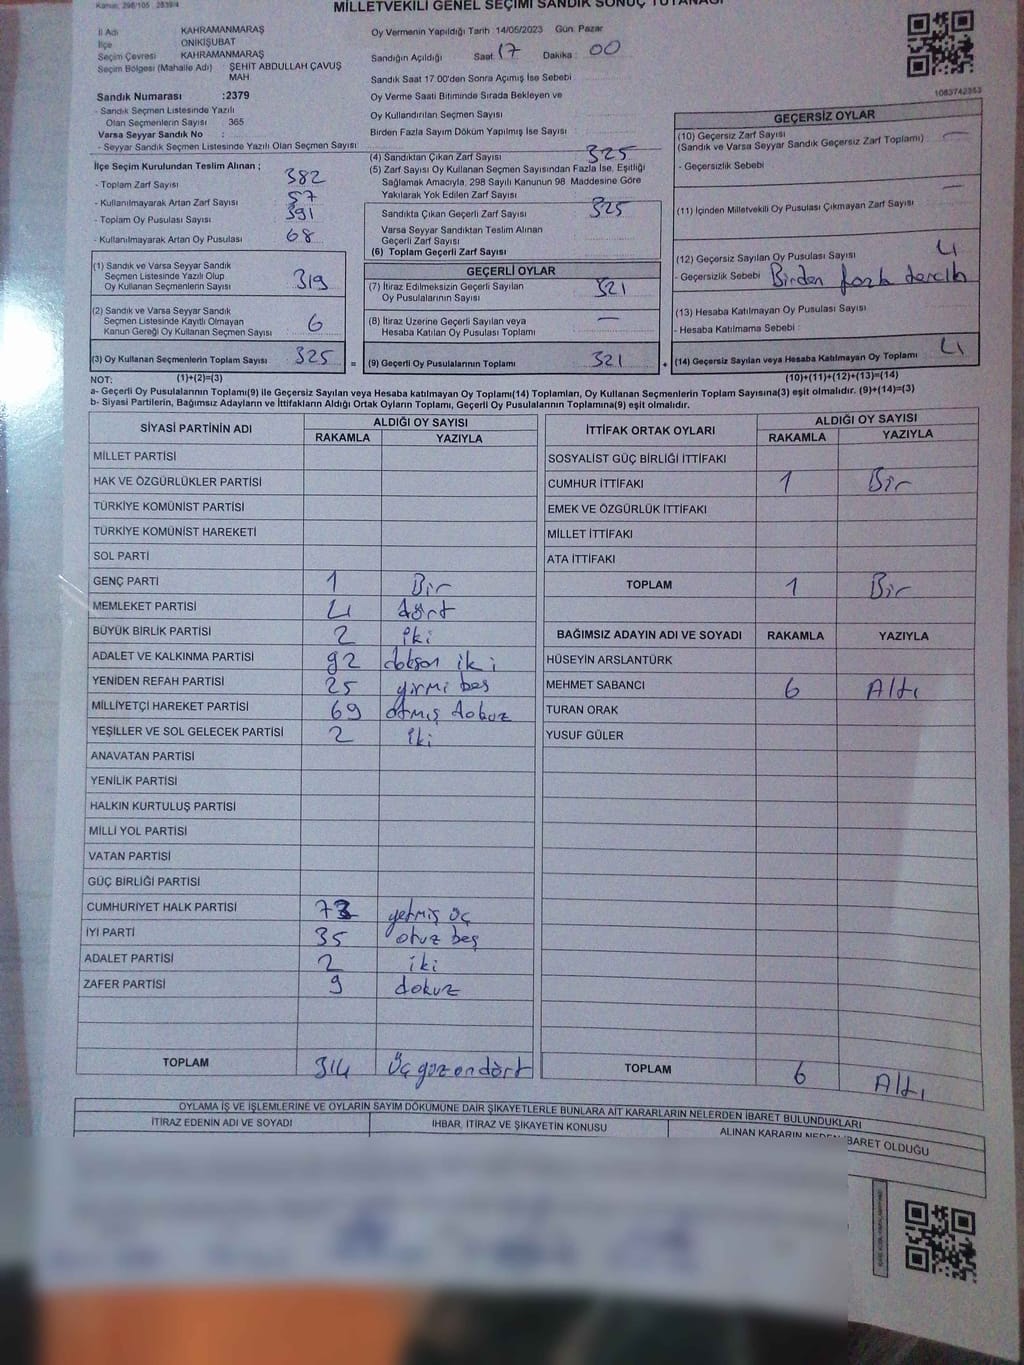 MİLLETVEKİLİ GENEL SEÇİMİ SANDIK SONUÇ TUTANAĞI
İl Adı KAHRAMANMARAŞ
İlçe ONİKİŞUBAT
Seçim Çevresi KAHRAMANMARAŞ
Seçim Bölgesi (Mahalle Adı) ŞEHİT ABDULLAH ÇAVUŞ MAH
Sandık Numarası :2379
- Sandık Seçmen Listesinde Yazılı
Olan Seçmenlerin Sayısı 365
Varsa Seyyar Sandık No :
- Seyyar Sandık Seçmen Listesinde Yazılı Olan Seçmen Sayısı
Oy Vermenin Yapıldığı Tarih 14/05/2023 Gün: Pazar
Sandığın Açıldığı Saat 17 Dakika : 00
Sandık Saat 17.00'den Sonra Açımış İse Sebebi
Oy Verme Saati Bitiminde Sırada Bekleyen ve
Oy Kullandırılan Seçmen Sayısı
Birden Fazla Sayım Döküm Yapılmış İse Sayısı :
1083742353
İlçe Seçim Kurulundan Teslim Alınan ;
- Toplam Zarf Sayısı 382
- Kullanılmayarak Artan Zarf Sayısı : 57
- Toplam Oy Pusulası Sayısı 391
- Kullanılmayarak Artan Oy Pusulası 68
(1) Sandık ve Varsa Seyyar Sandık
Seçmen Listesinde Yazılı Olup
Oy Kullanan Seçmenlerin Sayısı 319
(2) Sandık ve Varsa Seyyar Sandık
Seçmen Listesinde Kayıtlı Olmayan
Kanun Gereği Oy Kullanan Seçmen Sayısı : 6
(3) Oy Kullanan Seçmenlerin Toplam Sayısı 325
(4) Sandıktan Çıkan Zarf Sayısı 325
(5) Zarf Sayısı Oy Kullanan Seçmen Sayısından Fazla İse, Eşitliği
Sağlamak Amacıyla, 298 Sayılı Kanunun 98. Maddesine Göre
Yakılarak Yok Edilen Zarf Sayısı
Sandıkta Çıkan Geçerli Zarf Sayısı 325
Varsa Seyyar Sandıktan Teslim Alınan
Geçerli Zarf Sayısı
(6) Toplam Geçerli Zarf Sayısı
GEÇERLİ OYLAR
(7) İtiraz Edilmeksizin Geçerli Sayılan
Oy Pusulalarının Sayısı 321
(8) İtiraz Üzerine Geçerli Sayılan veya
Hesaba Katılan Oy Pusulası Toplamı —
= (9) Geçerli Oy Pusulalarının Toplamı 321
GEÇERSİZ OYLAR
(10) Geçersiz Zarf Sayısı
(Sandık ve Varsa Seyyar Sandık Geçersiz Zarf Toplamı) —
- Geçersizlik Sebebi
(11) İçinden Milletvekili Oy Pusulası Çıkmayan Zarf Sayısı —
(12) Geçersiz Sayılan Oy Pusulası Sayısı 4
- Geçersizlik Sebebi Birden fazla tercih
(13) Hesaba Katılmayan Oy Pusulası Sayısı
- Hesaba Katılmama Sebebi :
+ (14) Geçersiz Sayılan veya Hesaba Katılmayan Oy Toplamı 4
NOT: (1)+(2)=(3) (10)+(11)+(12)+(13)=(14)
a- Geçerli Oy Pusulalarının Toplamı(9) ile Geçersiz Sayılan veya Hesaba katılmayan Oy Toplamı(14) Toplamları, Oy Kullanan Seçmenlerin Toplam Sayısına(3) eşit olmalıdır. (9)+(14)=(3)
b- Siyasi Partilerin, Bağımsız Adayların ve İttifakların Aldığı Ortak Oyların Toplamı, Geçerli Oy Pusulalarının Toplamına(9) eşit olmalıdır.
SİYASİ PARTİNİN ADI ALDIĞI OY SAYISI
RAKAMLA YAZIYLA
MİLLET PARTİSİ
HAK VE ÖZGÜRLÜKLER PARTİSİ
TÜRKİYE KOMÜNİST PARTİSİ
TÜRKİYE KOMÜNİST HAREKETİ
SOL PARTİ
GENÇ PARTİ 1 Bir
MEMLEKET PARTİSİ 4 dört
BÜYÜK BİRLİK PARTİSİ 2 iki
ADALET VE KALKINMA PARTİSİ 92 doksan iki
YENİDEN REFAH PARTİSİ 25 yirmi beş
MİLLİYETÇİ HAREKET PARTİSİ 69 atmış dokuz
YEŞİLLER VE SOL GELECEK PARTİSİ 2 iki
ANAVATAN PARTİSİ
YENİLİK PARTİSİ
HALKIN KURTULUŞ PARTİSİ
MİLLİ YOL PARTİSİ
VATAN PARTİSİ
GÜÇ BİRLİĞİ PARTİSİ
CUMHURİYET HALK PARTİSİ 73 yetmiş üç
İYİ PARTİ 35 otuz beş
ADALET PARTİSİ 2 iki
ZAFER PARTİSİ 9 dokuz
TOPLAM 314 Üçyüzondört
İTTİFAK ORTAK OYLARI ALDIĞI OY SAYISI
RAKAMLA YAZIYLA
SOSYALİST GÜÇ BİRLİĞİ İTTİFAKI
CUMHUR İTTİFAKI 1 Bir
EMEK VE ÖZGÜRLÜK İTTİFAKI
MİLLET İTTİFAKI
ATA İTTİFAKI
TOPLAM 1 Bir
BAĞIMSIZ ADAYIN ADI VE SOYADI RAKAMLA YAZIYLA
HÜSEYİN ARSLANTÜRK
MEHMET SABANCI 6 Altı
TURAN ORAK
YUSUF GÜLER
TOPLAM 6 Altı
OYLAMA İŞ VE İŞLEMLERİNE VE OYLARIN SAYIM DÖKÜMÜNE DAİR ŞİKAYETLERLE BUNLARA AİT KARARLARIN NELERDEN İBARET BULUNDUKLARI
İTİRAZ EDENİN ADI VE SOYADI İHBAR, İTİRAZ VE ŞİKAYETİN KONUSU ALINAN KARARIN NEDEN İBARET OLDUĞU